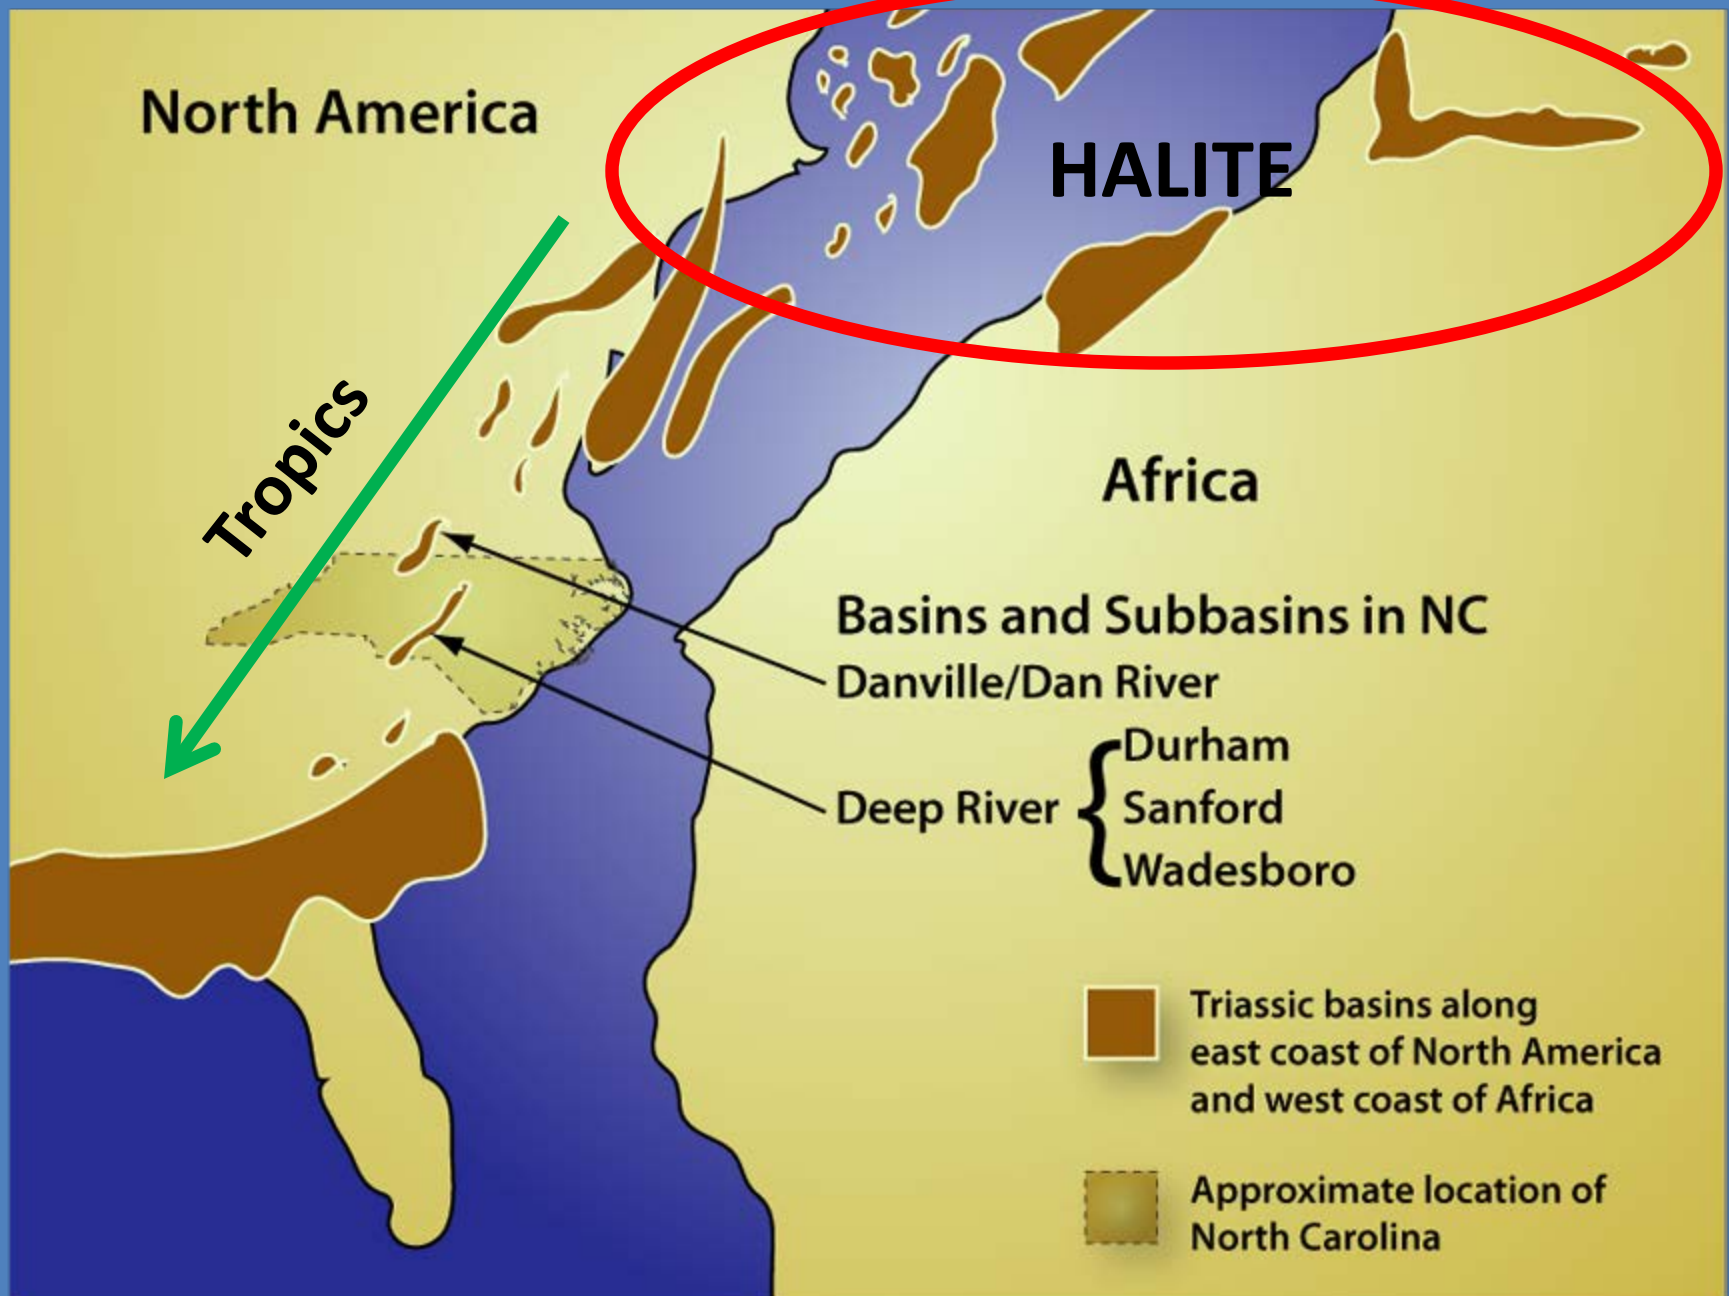 North America
HALITE
Tropics
Africa
Basins and Subbasins in NC
Danville/Dan River
Durham
Deep River { Sanford
Wadesboro
Triassic basins along
east coast of North America
and west coast of Africa
Approximate location of
North Carolina